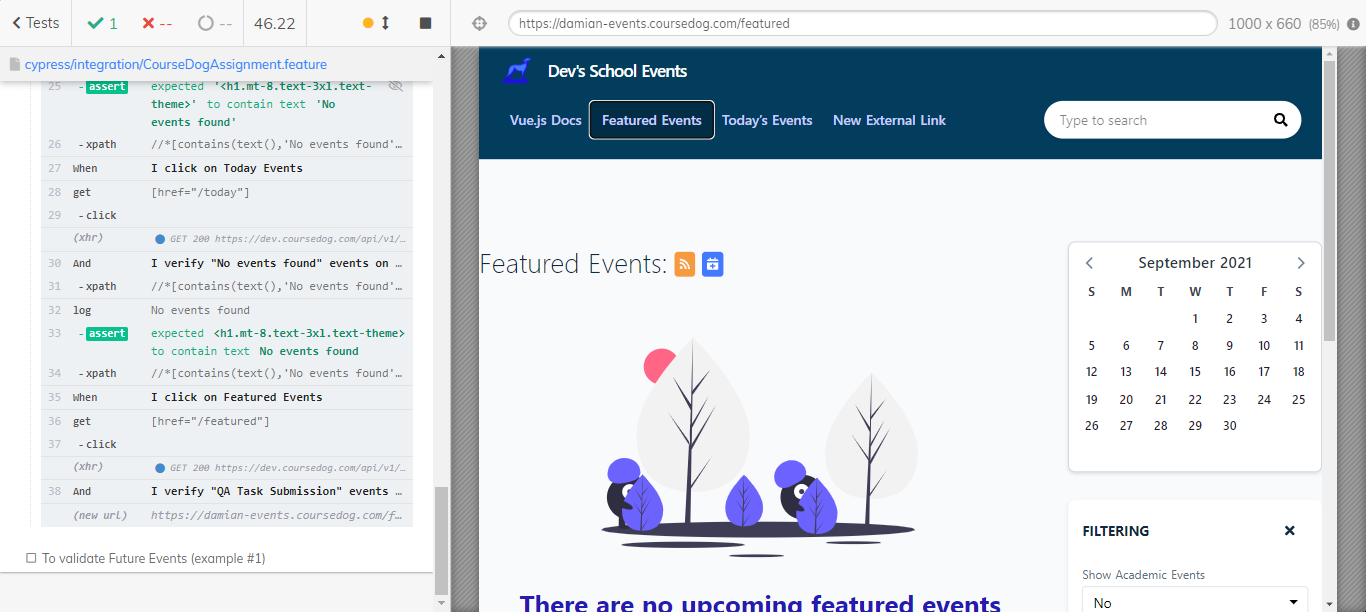 Tests
1
--
--
46.22
https://damian-events.coursedog.com/featured
1000 x 660 (85%)
cypress/integration/CourseDogAssignment.feature
25 -assert expected '<h1.mt-8.text-3xl.text-
theme>' to contain text 'No
events found'
26 -xpath //*[contains(text(),'No events found'…
27 When I click on Today Events
28 get [href="/today"]
29 -click
(xhr) GET 200 https://dev.coursedog.com/api/v1/…
30 And I verify "No events found" events on …
31 -xpath //*[contains(text(),'No events found'…
32 log No events found
33 -assert expected <h1.mt-8.text-3xl.text-theme>
to contain text No events found
34 -xpath //*[contains(text(),'No events found'…
35 When I click on Featured Events
36 get [href="/featured"]
37 -click
(xhr) GET 200 https://dev.coursedog.com/api/v1/…
38 And I verify "QA Task Submission" events …
(new url) https://damian-events.coursedog.com/f…
To validate Future Events (example #1)
Dev's School Events
Vue.js Docs Featured Events Today's Events New External Link
Type to search
Featured Events:
September 2021
S M T W T F S
1 2 3 4
5 6 7 8 9 10 11
12 13 14 15 16 17 18
19 20 21 22 23 24 25
26 27 28 29 30
FILTERING
Show Academic Events
No
There are no upcoming featured events